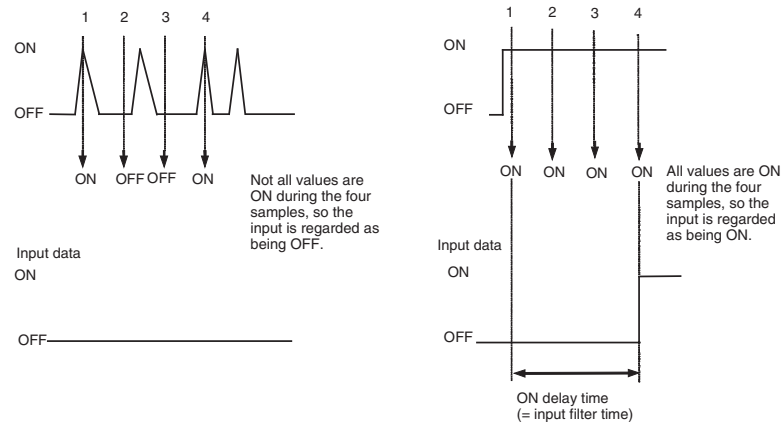 1 2 3 4
ON
OFF
ON OFF OFF ON
Not all values are
ON during the four
samples, so the
input is regarded as
being OFF.
Input data
ON
OFF
1 2 3 4
ON
OFF
ON ON ON ON
All values are ON
during the four
samples, so the
input is regarded
as being ON.
Input data
ON
OFF
ON delay time
(= input filter time)